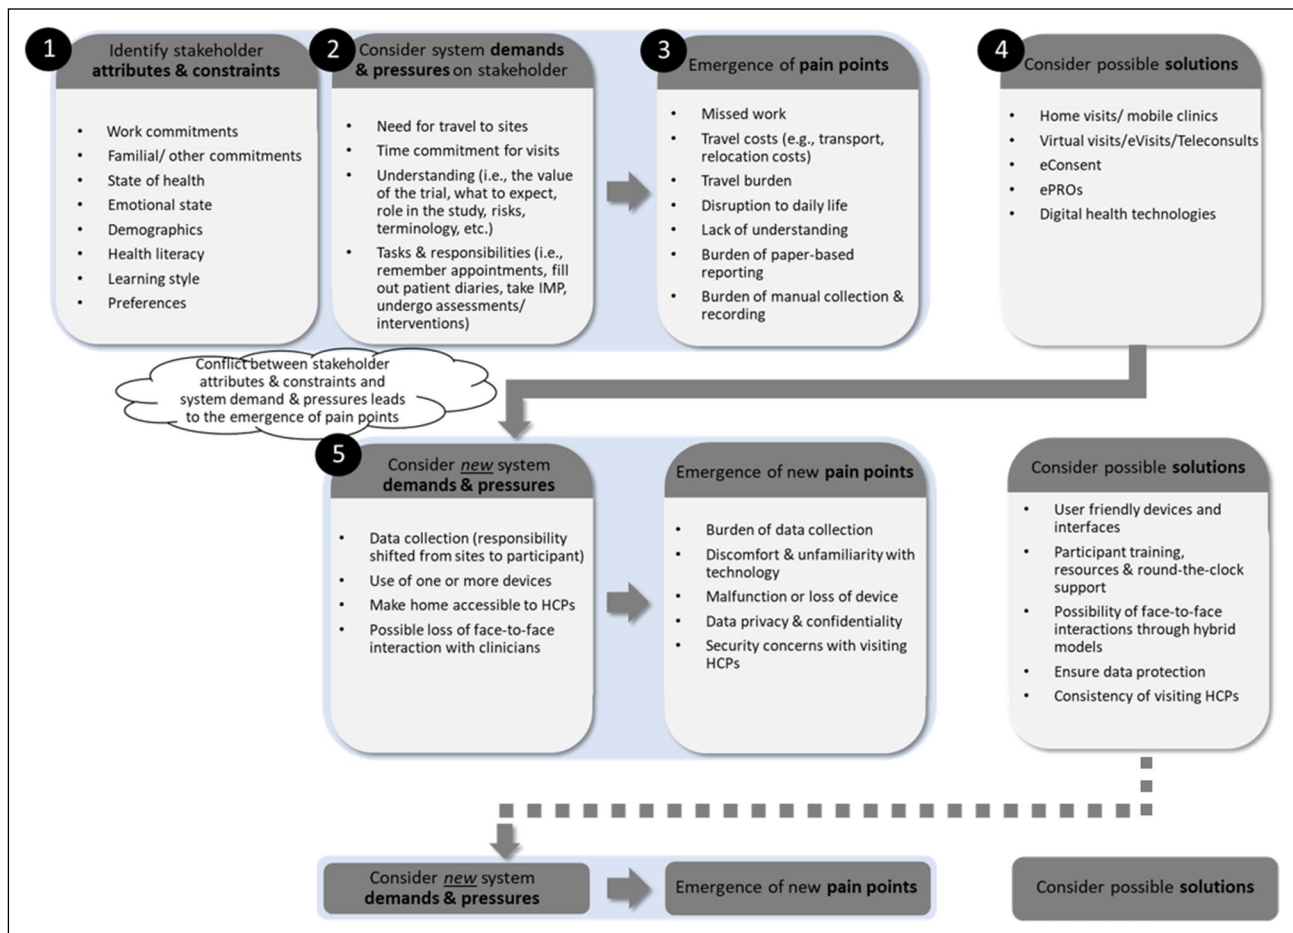 1
Identify stakeholder
attributes & constraints
• Work commitments
• Familial/ other commitments
• State of health
• Emotional state
• Demographics
• Health literacy
• Learning style
• Preferences
2
Consider system demands
& pressures on stakeholder
• Need for travel to sites
• Time commitment for visits
• Understanding (i.e., the value
of the trial, what to expect,
role in the study, risks,
terminology, etc.)
• Tasks & responsibilities (i.e.,
remember appointments, fill
out patient diaries, take IMP,
undergo assessments/
interventions)
3
Emergence of pain points
• Missed work
• Travel costs (e.g., transport,
relocation costs)
• Travel burden
• Disruption to daily life
• Lack of understanding
• Burden of paper-based
reporting
• Burden of manual collection &
recording
4
Consider possible solutions
• Home visits/ mobile clinics
• Virtual visits/eVisits/Teleconsults
• eConsent
• ePROs
• Digital health technologies
Conflict between stakeholder
attributes & constraints and
system demand & pressures leads
to the emergence of pain points
5
Consider new system
demands & pressures
• Data collection (responsibility
shifted from sites to participant)
• Use of one or more devices
• Make home accessible to HCPs
• Possible loss of face-to-face
interaction with clinicians
Emergence of new pain points
• Burden of data collection
• Discomfort & unfamiliarity with
technology
• Malfunction or loss of device
• Data privacy & confidentiality
• Security concerns with visiting
HCPs
Consider possible solutions
• User friendly devices and
interfaces
• Participant training,
resources & round-the-clock
support
• Possibility of face-to-face
interactions through hybrid
models
• Ensure data protection
• Consistency of visiting HCPs
Consider new system
demands & pressures
Emergence of new pain points
Consider possible solutions